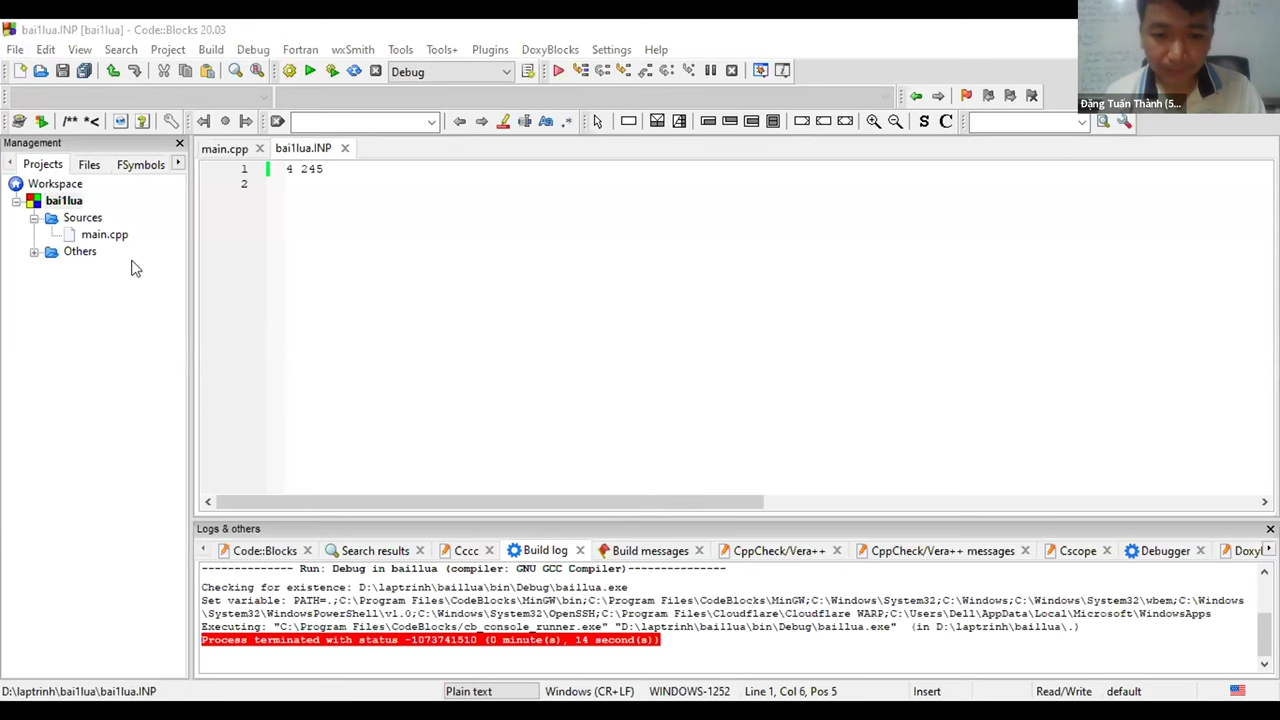 bai1lua.INP [bai1lua] - Code::Blocks 20.03
File Edit View Search Project Build Debug Fortran wxSmith Tools Tools+ Plugins DoxyBlocks Settings Help
Debug
/** *<
S C
Đặng Tuấn Thành (5...
Management
Projects Files FSymbols
Workspace
bai1lua
Sources
main.cpp
Others
main.cpp bai1lua.INP
1 4 245
2
Logs & others
Code::Blocks Search results Cccc Build log Build messages CppCheck/Vera++ CppCheck/Vera++ messages Cscope Debugger Doxyl
-------------- Run: Debug in bai1lua (compiler: GNU GCC Compiler)---------------
Checking for existence: D:\laptrinh\bai1lua\bin\Debug\bai1lua.exe
Set variable: PATH=.;C:\Program Files\CodeBlocks\MinGW\bin;C:\Program Files\CodeBlocks\MinGW;C:\Windows\System32;C:\Windows;C:\Windows\System32\wbem;C:\Windows
\System32\WindowsPowerShell\v1.0;C:\Windows\System32\OpenSSH;C:\Program Files\Cloudflare\Cloudflare WARP;C:\Users\Dell\AppData\Local\Microsoft\WindowsApps
Executing: "C:\Program Files\CodeBlocks/cb_console_runner.exe" "D:\laptrinh\bai1lua\bin\Debug\bai1lua.exe" (in D:\laptrinh\bai1lua\.)
Process terminated with status -1073741510 (0 minute(s), 14 second(s))
D:\laptrinh\bai1lua\bai1lua.INP Plain text Windows (CR+LF) WINDOWS-1252 Line 1, Col 6, Pos 5 Insert Read/Write default